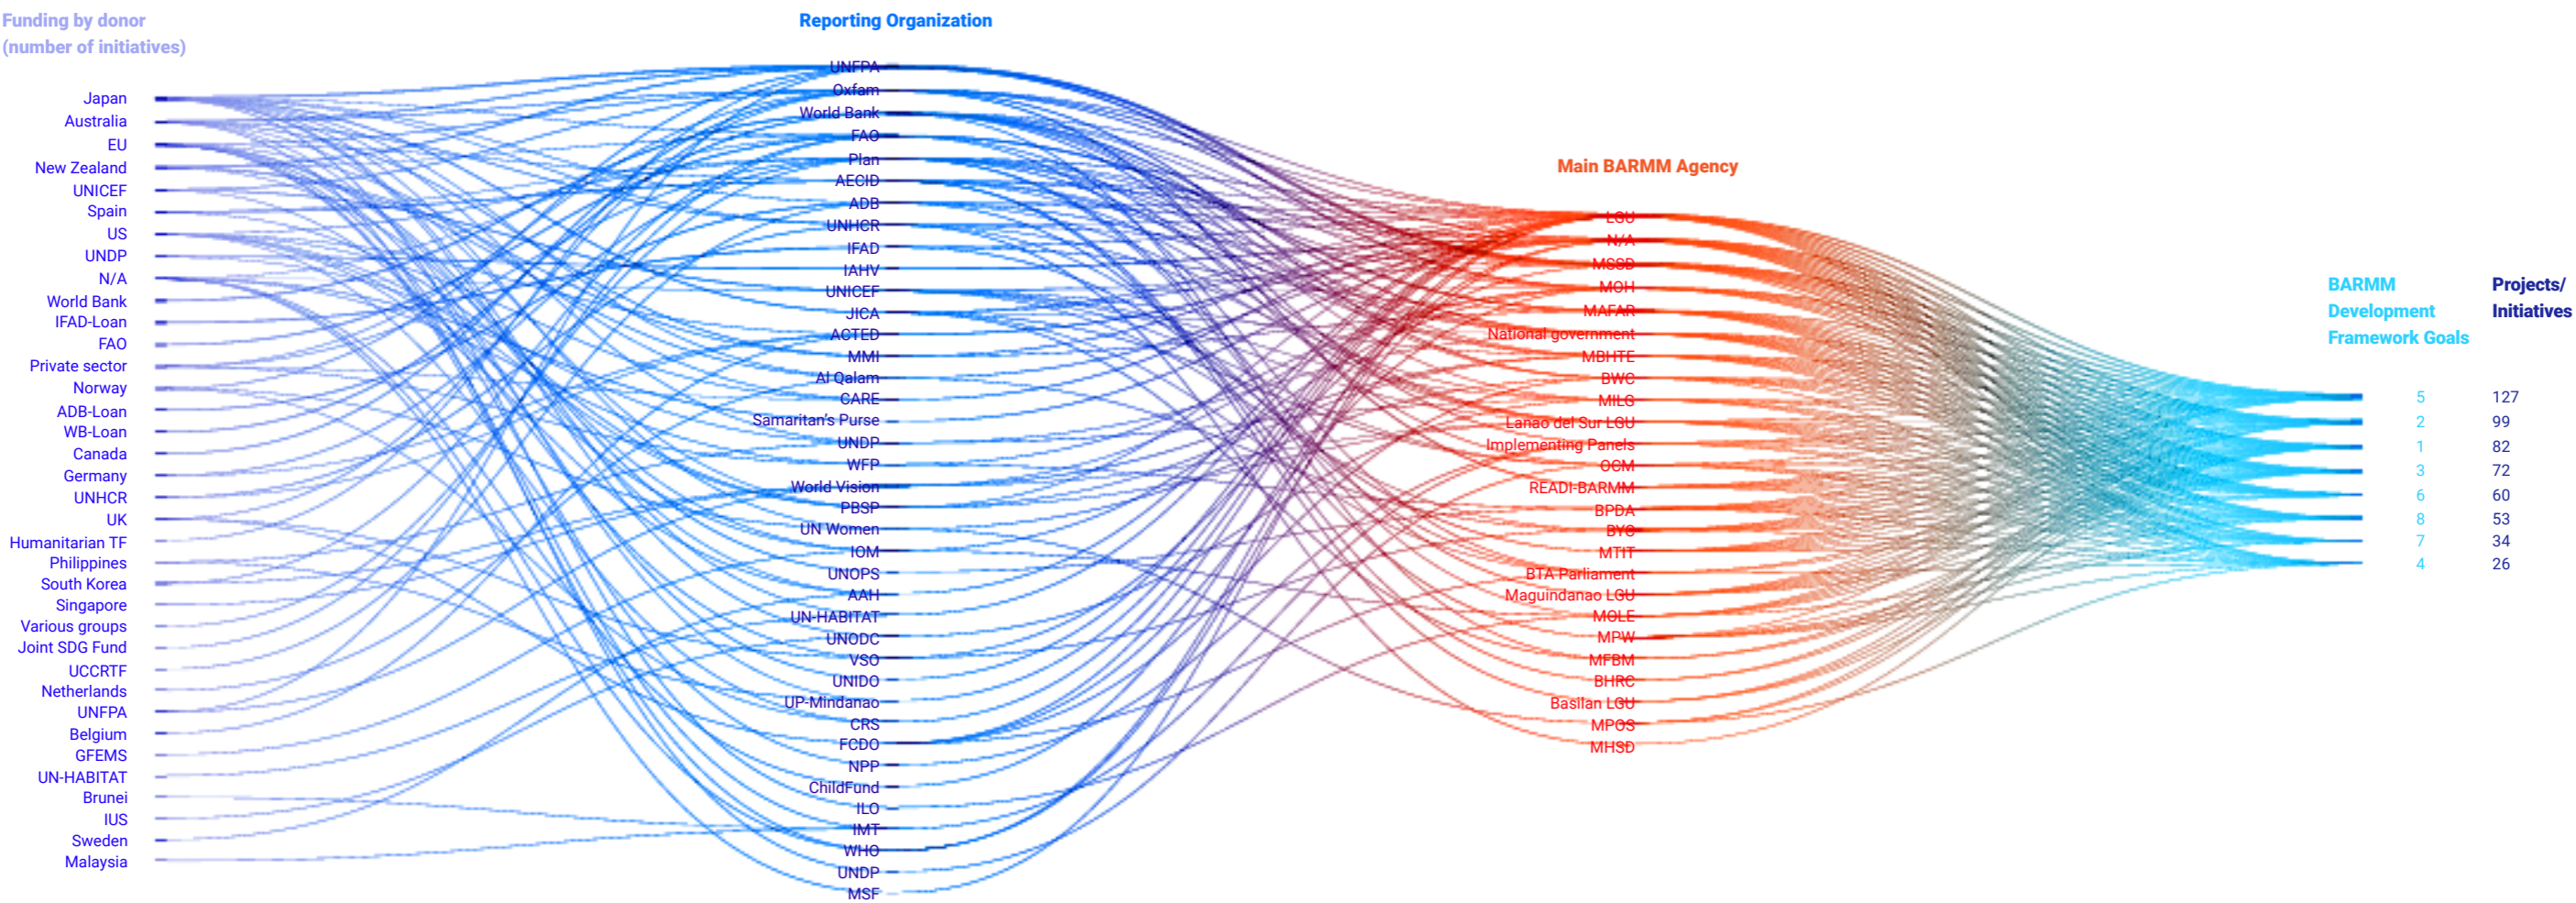 Funding by donor
(number of initiatives)
Japan
Australia
EU
New Zealand
UNICEF
Spain
US
UNDP
N/A
World Bank
IFAD-Loan
FAO
Private sector
Norway
ADB-Loan
WB-Loan
Canada
Germany
UNHCR
UK
Humanitarian TF
Philippines
South Korea
Singapore
Various groups
Joint SDG Fund
UCCRTF
Netherlands
UNFPA
Belgium
GFEMS
UN-HABITAT
Brunei
IUS
Sweden
Malaysia
Reporting Organization
UNFPA
Oxfam
World Bank
FAO
Plan
AECID
ADB
UNHCR
IFAD
IAHV
UNICEF
JICA
ACTED
MMI
Al Qalam
CARE
Samaritan's Purse
UNDP
WFP
World Vision
PBSP
UN Women
IOM
UNOPS
AAH
UN-HABITAT
UNODC
VSO
UNIDO
UP-Mindanao
CRS
FCDO
NPP
ChildFund
ILO
IMT
WHO
UNDP
MSF
Main BARMM Agency
LGU
N/A
MSSD
MOH
MAFAR
National government
MBHTE
BWC
MILG
Lanao del Sur LGU
Implementing Panels
OCM
READI-BARMM
BPDA
BYC
MTIT
BTA Parliament
Maguindanao LGU
MOLE
MPW
MFBM
BHRC
Basilan LGU
MPOS
MHSD
BARMM
Development
Framework Goals
Projects/
Initiatives
5 127
2 99
1 82
3 72
6 60
8 53
7 34
4 26